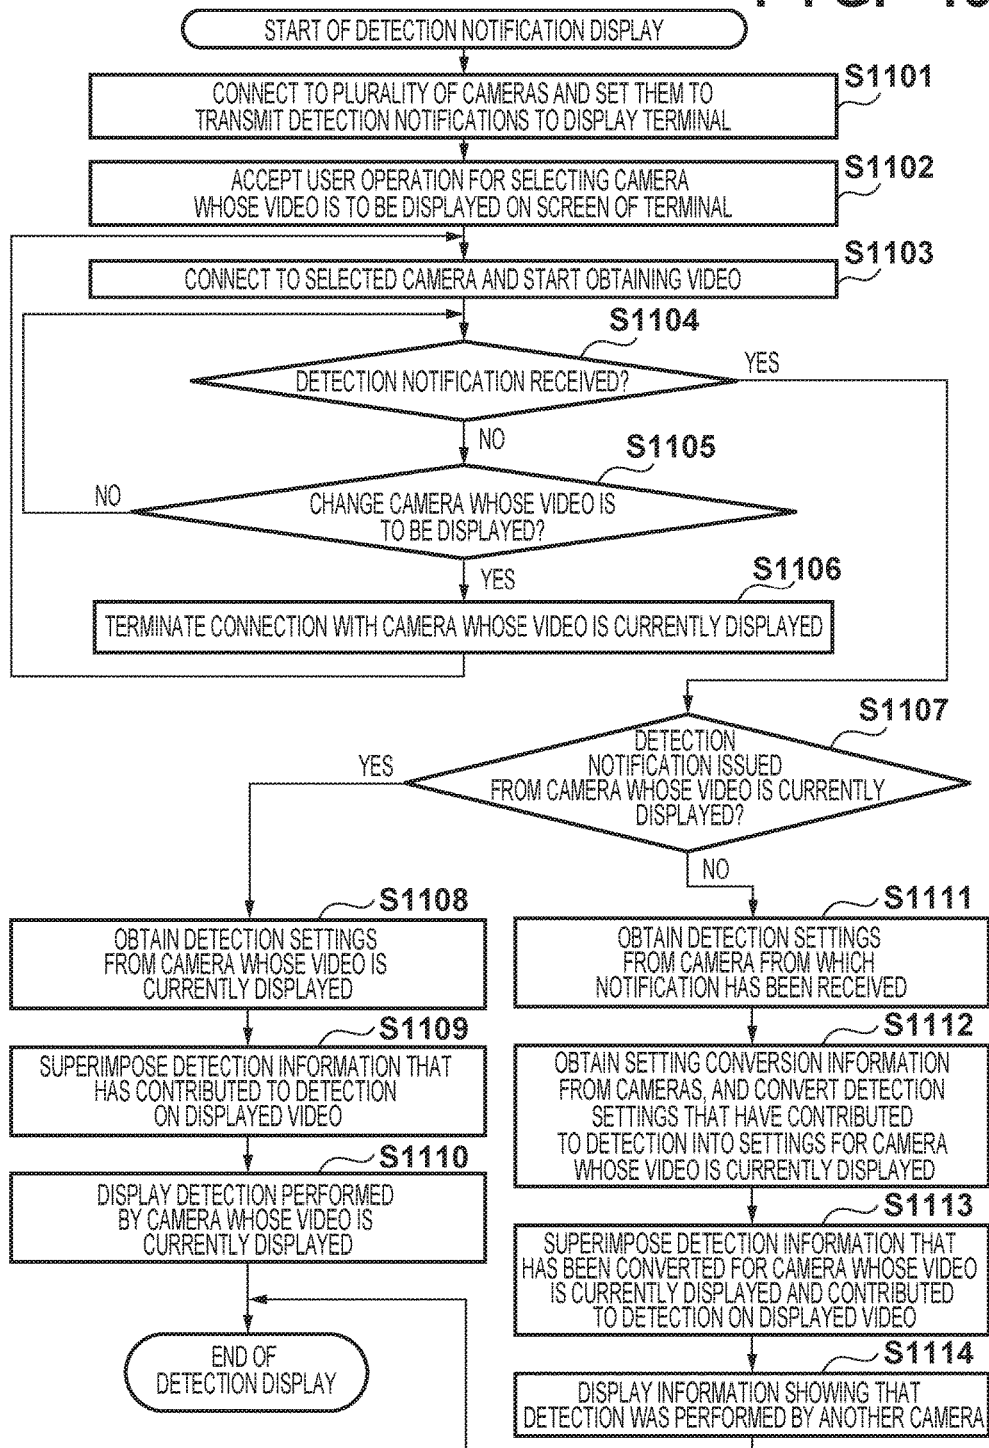 START OF DETECTION NOTIFICATION DISPLAY
S1101
CONNECT TO PLURALITY OF CAMERAS AND SET THEM TO
TRANSMIT DETECTION NOTIFICATIONS TO DISPLAY TERMINAL
S1102
ACCEPT USER OPERATION FOR SELECTING CAMERA
WHOSE VIDEO IS TO BE DISPLAYED ON SCREEN OF TERMINAL
S1103
CONNECT TO SELECTED CAMERA AND START OBTAINING VIDEO
S1104
DETECTION NOTIFICATION RECEIVED?
YES
NO
S1105
CHANGE CAMERA WHOSE VIDEO IS
TO BE DISPLAYED?
NO
YES
S1106
TERMINATE CONNECTION WITH CAMERA WHOSE VIDEO IS CURRENTLY DISPLAYED
S1107
DETECTION
NOTIFICATION ISSUED
FROM CAMERA WHOSE VIDEO IS CURRENTLY
DISPLAYED?
YES
NO
S1108
OBTAIN DETECTION SETTINGS
FROM CAMERA WHOSE VIDEO IS
CURRENTLY DISPLAYED
S1109
SUPERIMPOSE DETECTION INFORMATION THAT
HAS CONTRIBUTED TO DETECTION
ON DISPLAYED VIDEO
S1110
DISPLAY DETECTION PERFORMED
BY CAMERA WHOSE VIDEO IS
CURRENTLY DISPLAYED
END OF
DETECTION DISPLAY
S1111
OBTAIN DETECTION SETTINGS
FROM CAMERA FROM WHICH
NOTIFICATION HAS BEEN RECEIVED
S1112
OBTAIN SETTING CONVERSION INFORMATION
FROM CAMERAS, AND CONVERT DETECTION
SETTINGS THAT HAVE CONTRIBUTED
TO DETECTION INTO SETTINGS FOR CAMERA
WHOSE VIDEO IS CURRENTLY DISPLAYED
S1113
SUPERIMPOSE DETECTION INFORMATION THAT
HAS BEEN CONVERTED FOR CAMERA WHOSE VIDEO
IS CURRENTLY DISPLAYED AND CONTRIBUTED
TO DETECTION ON DISPLAYED VIDEO
S1114
DISPLAY INFORMATION SHOWING THAT
DETECTION WAS PERFORMED BY ANOTHER CAMERA